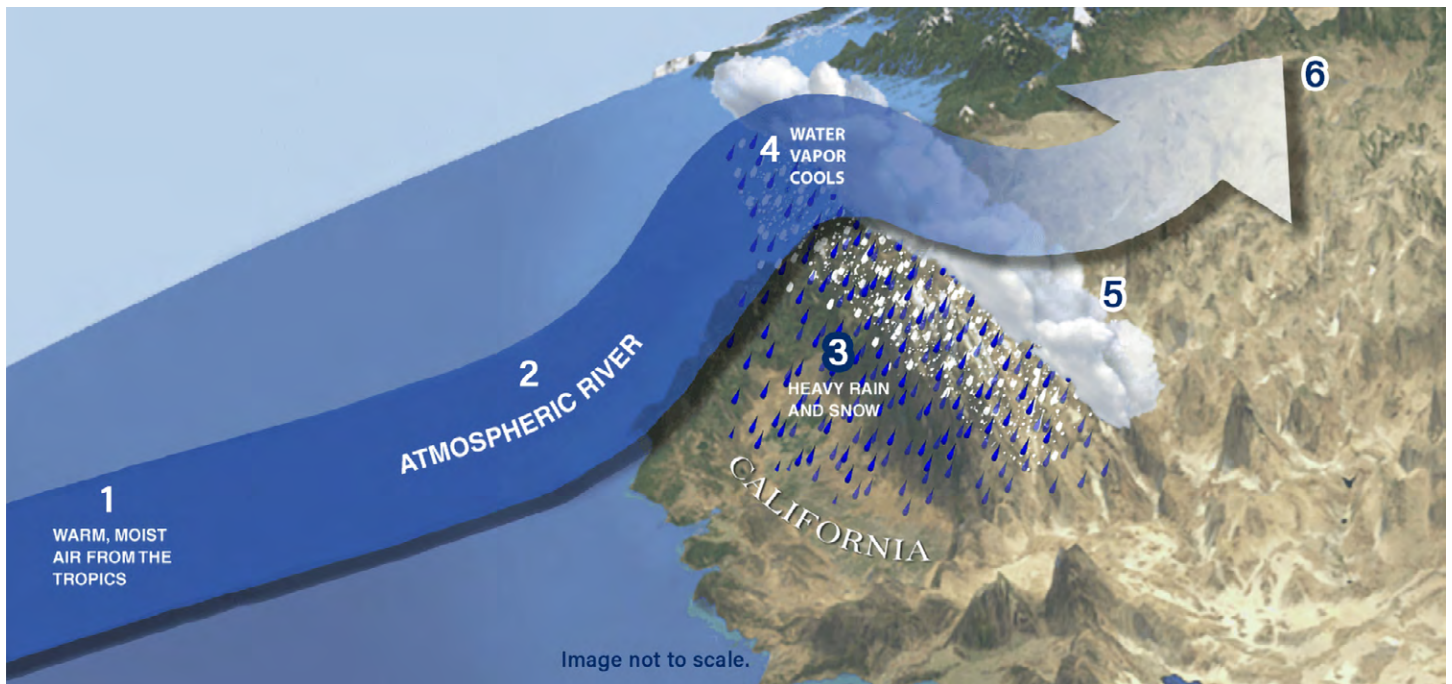 6
4
WATER
VAPOR
COOLS
5
3
HEAVY RAIN
AND SNOW
2
ATMOSPHERIC RIVER
1
WARM, MOIST
AIR FROM THE
TROPICS
CALIFORNIA
Image not to scale.